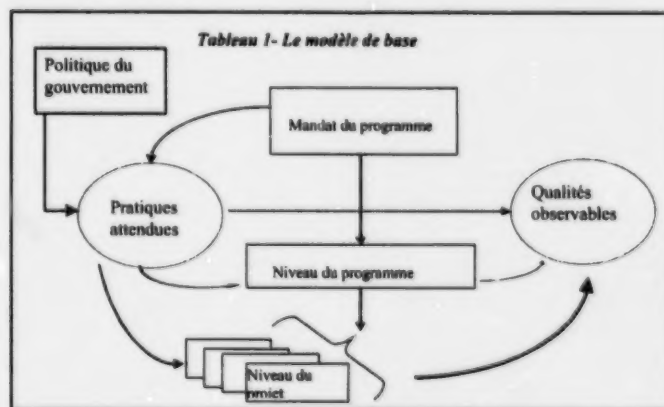 Tableau 1- Le modèle de base
Politique du
gouvernement
Mandat du programme
Pratiques
attendues
Qualités
observables
Niveau du programme
Niveau du
projet